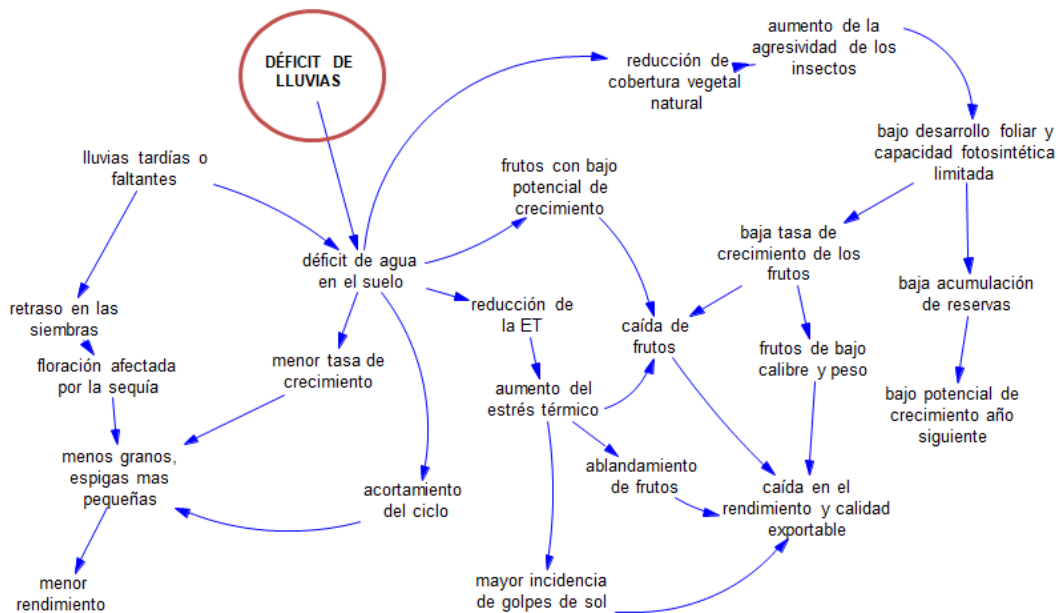 DÉFICIT DE
LLUVIAS
reducción de
cobertura vegetal
natural
aumento de la
agresividad de los
insectos
bajo desarrollo foliar y
capacidad fotosintética
limitada
lluvias tardías o
faltantes
frutos con bajo
potencial de
crecimiento
baja tasa de
crecimiento de los
frutos
déficit de agua
en el suelo
baja acumulación
de reservas
retraso en las
siembras
reducción de
la ET
caída de
frutos
frutos de bajo
calibre y peso
floración afectada
por la sequía
menor tasa de
crecimiento
aumento del
estrés térmico
bajo potencial de
crecimiento año
siguiente
menos granos,
espigas mas
pequeñas
acortamiento
del ciclo
ablandamiento
de frutos
caída en el
rendimiento y calidad
exportable
menor
rendimiento
mayor incidencia
de golpes de sol